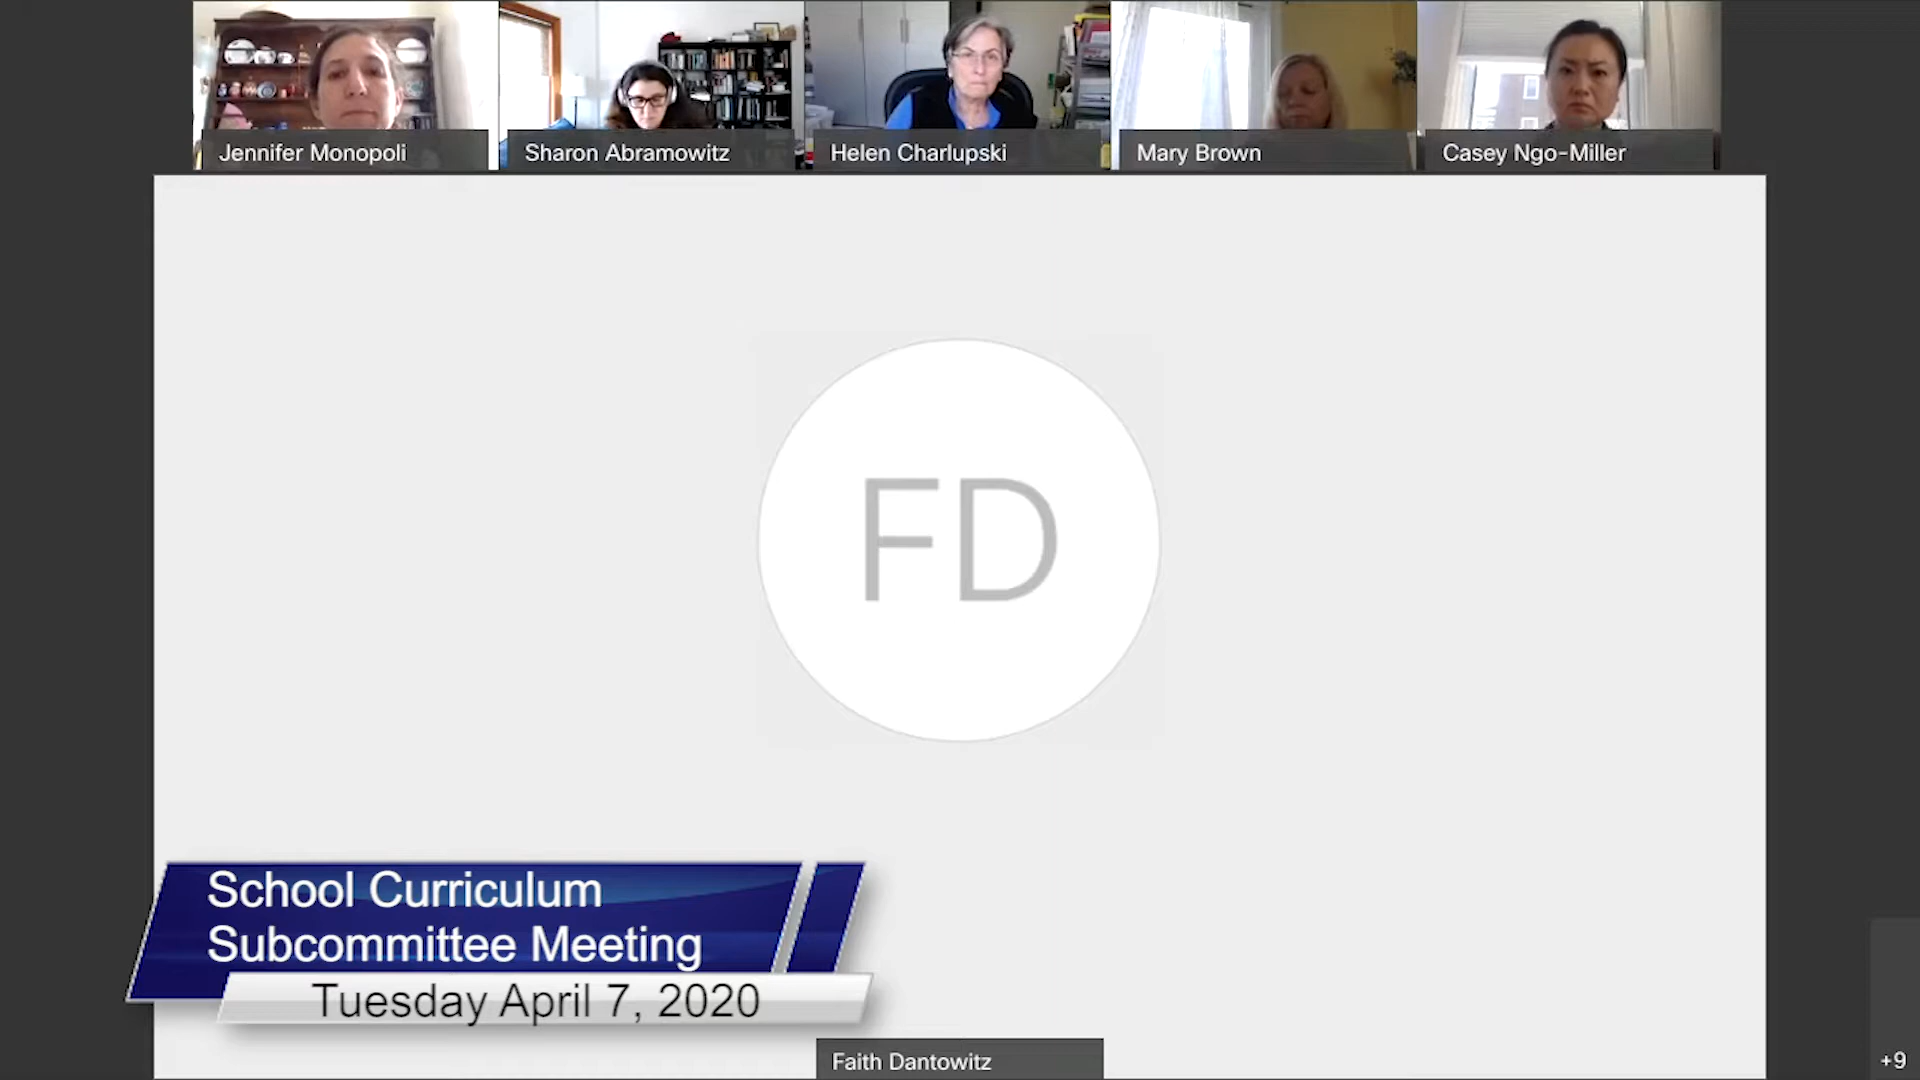 Jennifer Monopoli
Sharon Abramowitz
Helen Charlupski
Mary Brown
Casey Ngo-Miller
FD
School Curriculum
Subcommittee Meeting
Tuesday April 7, 2020
Faith Dantowitz
+9